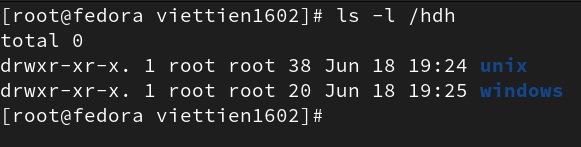 [root@fedora viettien1602]# ls -l /hdh
total 0
drwxr-xr-x. 1 root root 38 Jun 18 19:24 unix
drwxr-xr-x. 1 root root 20 Jun 18 19:25 windows
[root@fedora viettien1602]#